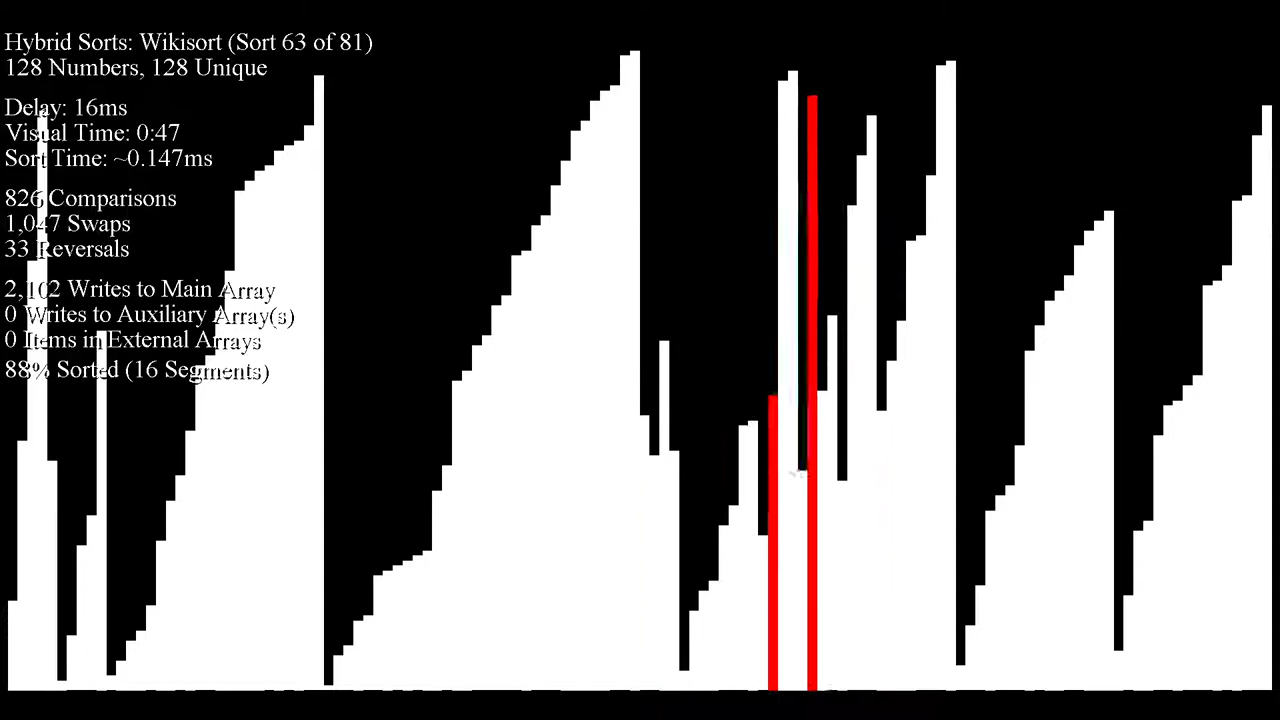 Hybrid Sorts: Wikisort (Sort 63 of 81)
128 Numbers, 128 Unique
Delay: 16ms
Visual Time: 0:47
Sort Time: ~0.147ms
826 Comparisons
1,047 Swaps
33 Reversals
2,102 Writes to Main Array
0 Writes to Auxiliary Array(s)
0 Items in External Arrays
88% Sorted (16 Segments)